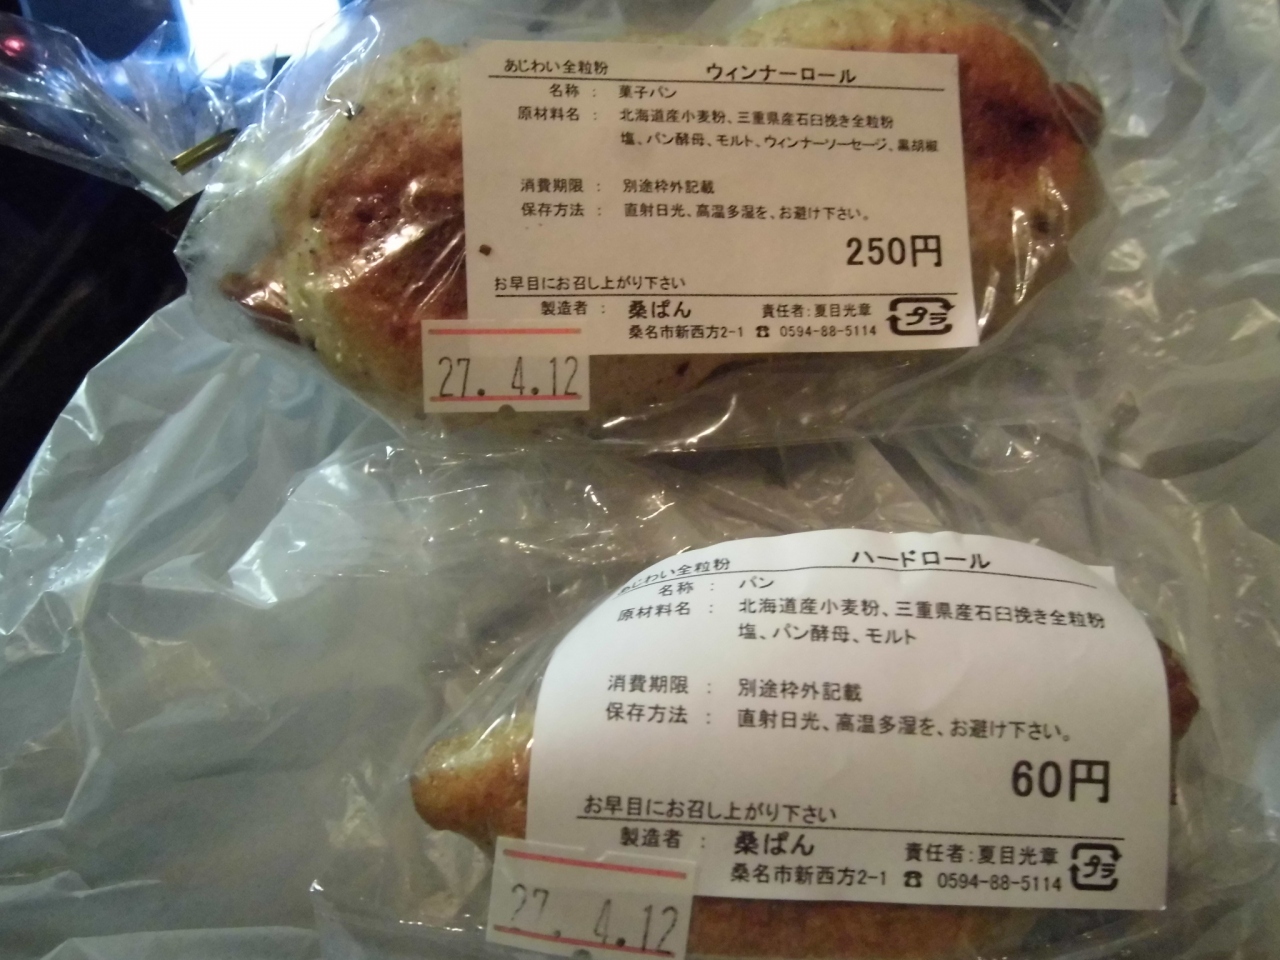 あじわい全粒粉 ウィンナーロール
名称 : 菓子パン
原材料名 : 北海道産小麦粉、三重県産石臼挽き全粒粉
塩、パン酵母、モルト、ウィンナーソーセージ、黒胡椒
消費期限 : 別途枠外記載
保存方法 : 直射日光、高温多湿を、お避け下さい。
250円
お早目にお召し上がり下さい
製造者 : 桑ぱん 責任者:夏目光章
桑名市新西方2-1 ☎ 0594-88-5114
プラ
27. 4.12
あじわい全粒粉 ハードロール
名称 : パン
原材料名 : 北海道産小麦粉、三重県産石臼挽き全粒粉
塩、パン酵母、モルト
消費期限 : 別途枠外記載
保存方法 : 直射日光、高温多湿を、お避け下さい。
60円
お早目にお召し上がり下さい
製造者 : 桑ぱん 責任者:夏目光章
桑名市新西方2-1 ☎ 0594-88-5114
プラ
27. 4.12